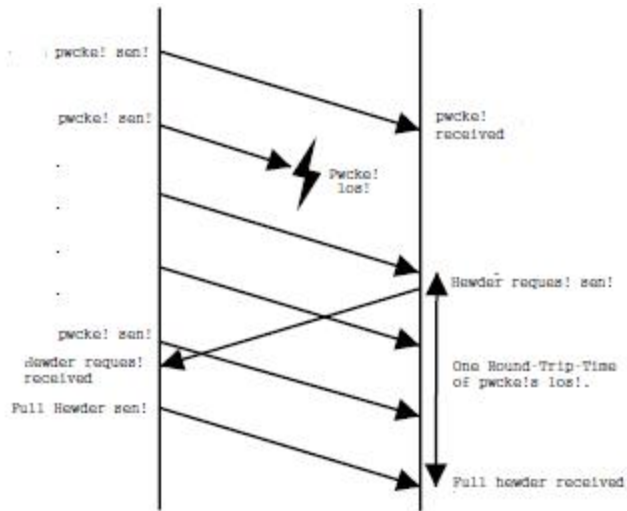 pwcke! sen!
pwcke! sen!
pwcke!
received
Pwcke!
los!
.
.
.
.
Hewder reques! sen!
pwcke! sen!
Hewder reques!
received
One Round-Trip-Time
of pwcke!s los!.
Full Hewder sen!
Full hewder received